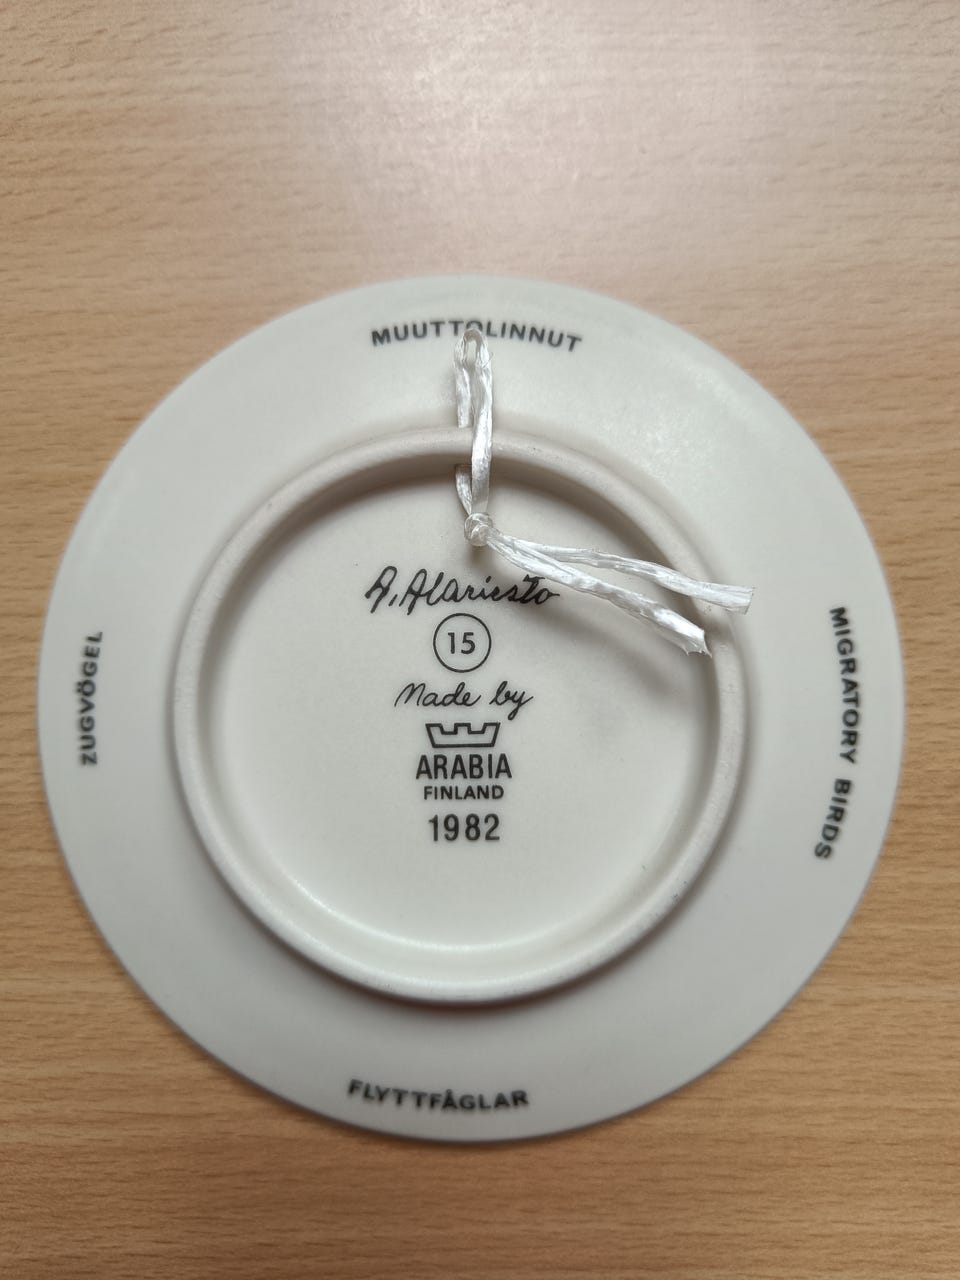 MUUTTOLINNUT
A. Alariesto
15
Made by
ARABIA
FINLAND
1982
MIGRATORY BIRDS
FLYTTFÅGLAR
ZUGVÖGEL